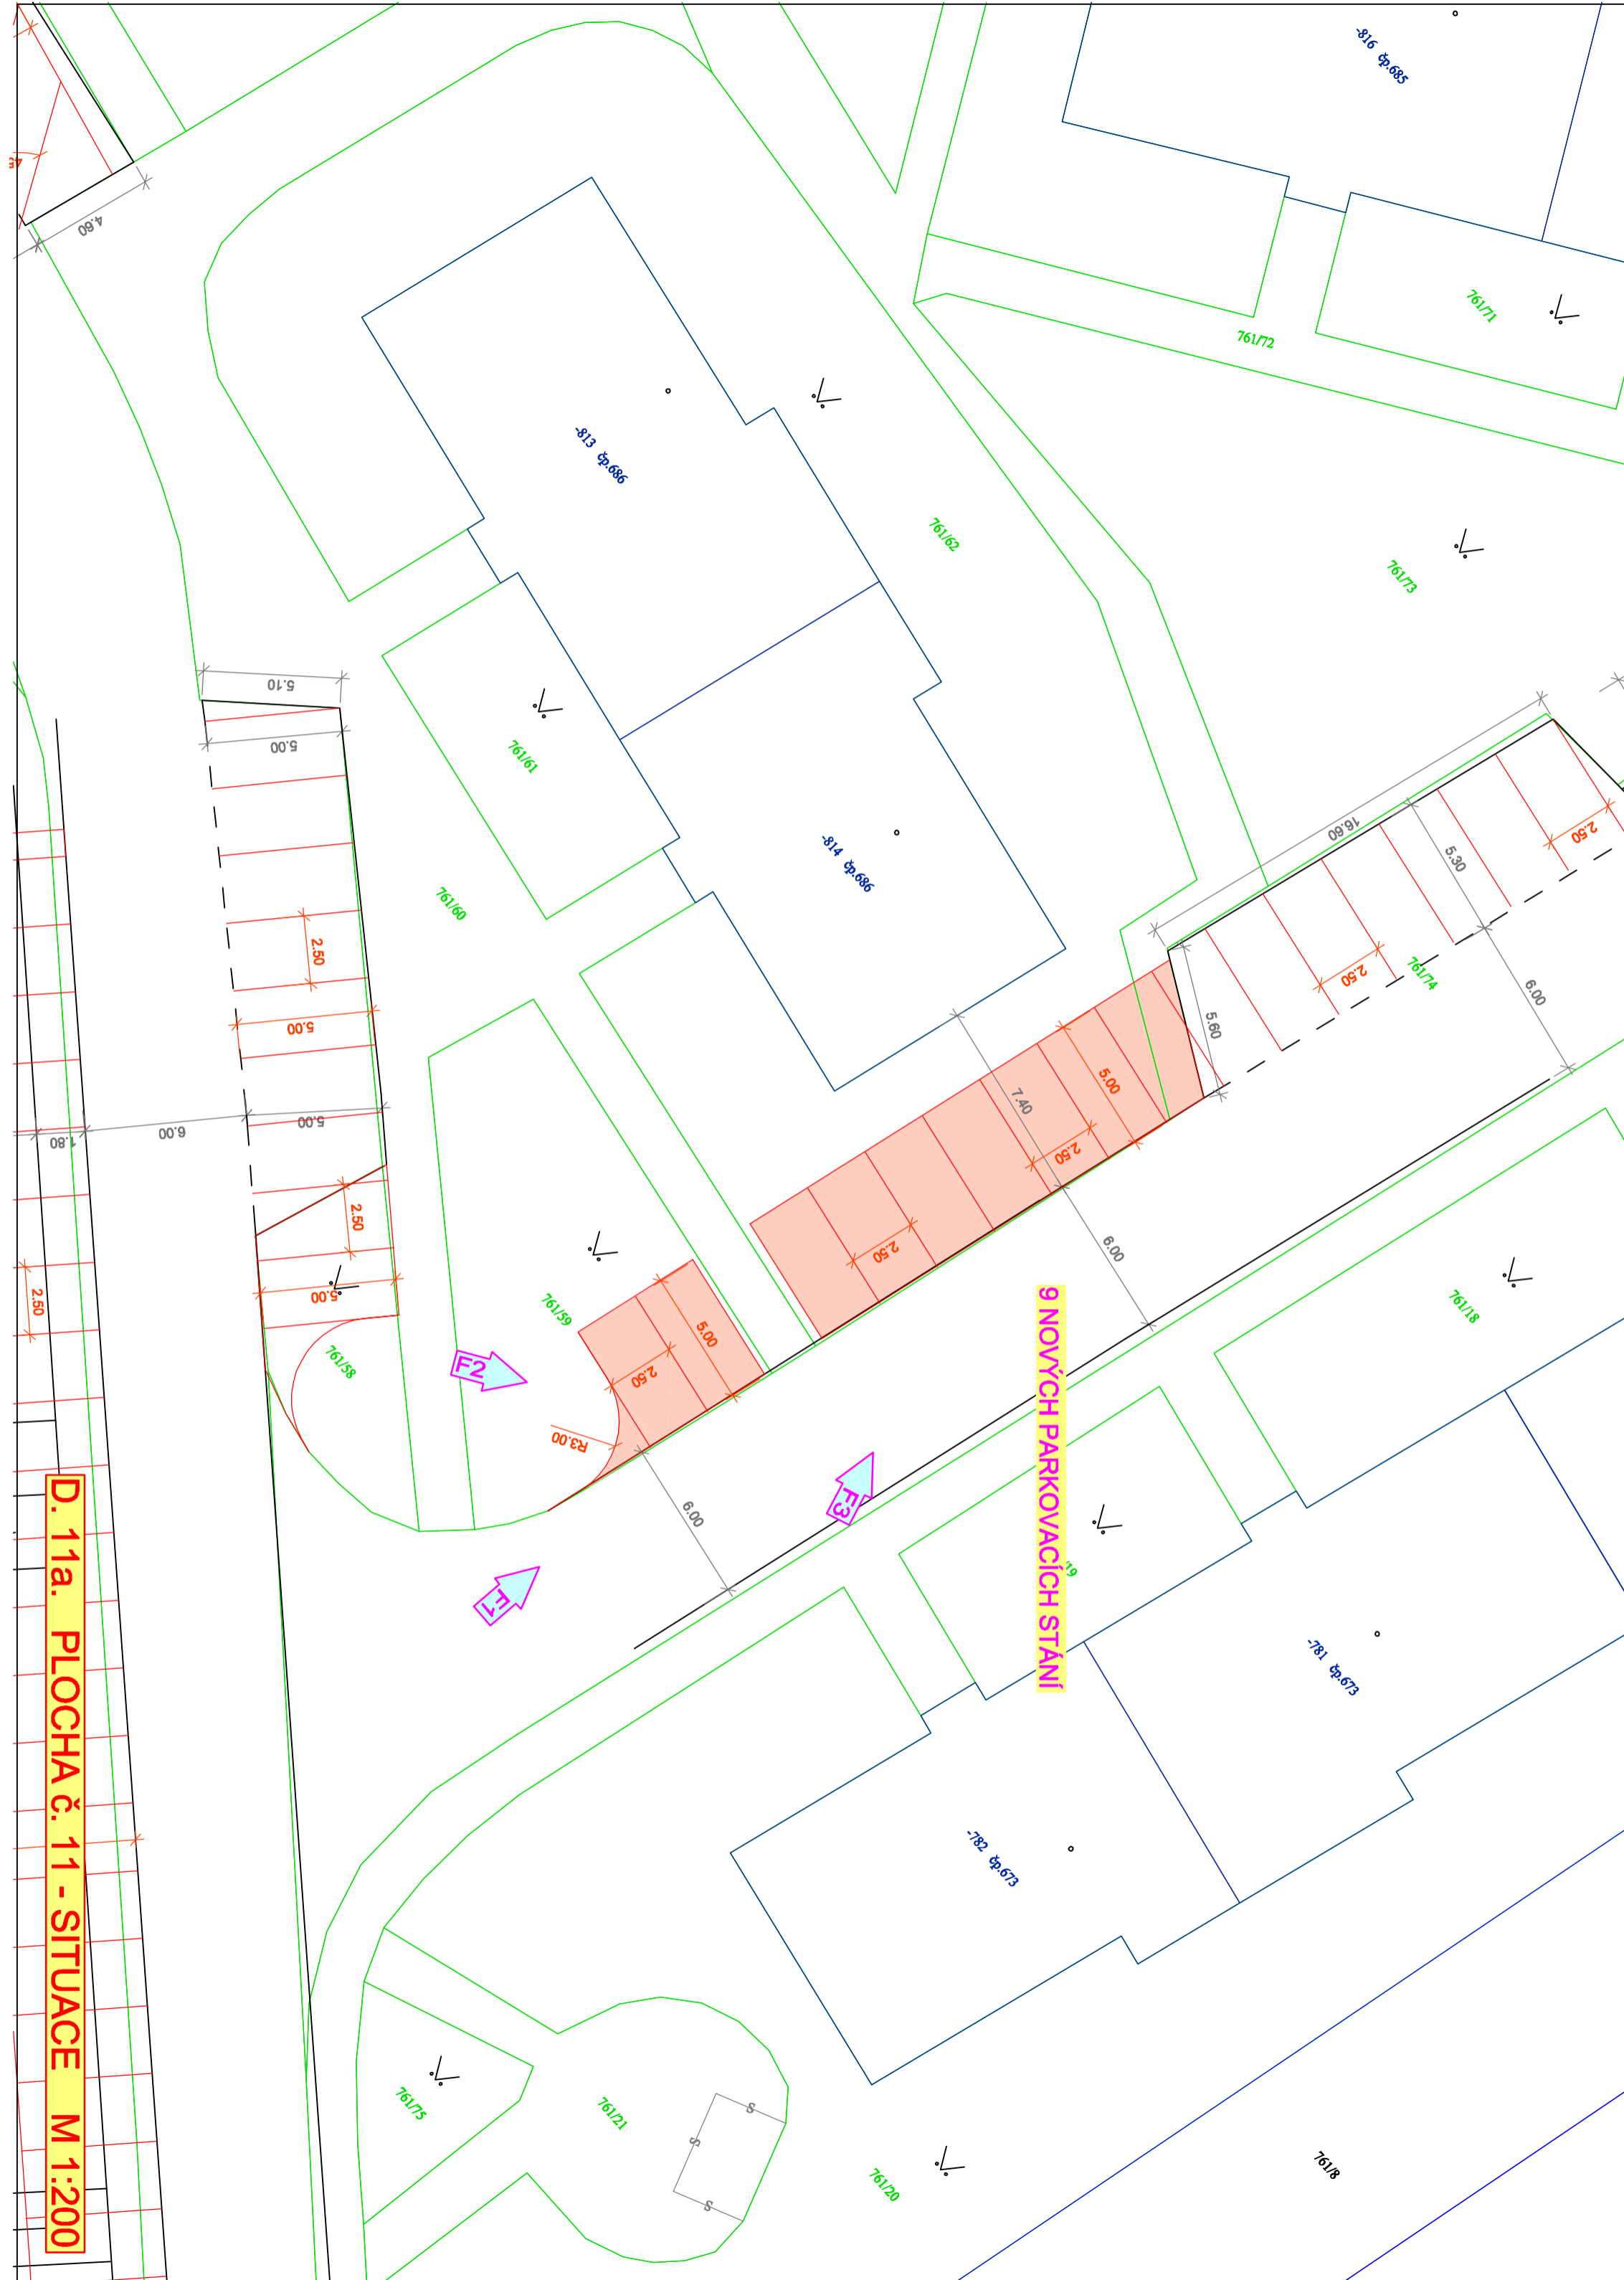 -816 čp.685
45
4.60
761/71
761/72
-813 čp.686
761/62
761/73
5.10
5.00
761/61
16.60
5.30
2.50
-814 čp.686
761/60
2.50
5.00
2.50
761/74
6.00
5.60
5.00
7.40
2.50
1.80
6.00
5.00
2.50
2.50
6.00
5.00
2.50
761/59
5.00
2.50
761/58
761/18
F2
R3.00
9 NOVÝCH PARKOVACÍCH STÁNÍ
6.00
F3
/19
F1
D. 11a. PLOCHA č. 11 - SITUACE M 1:200
-781 čp.673
-782 čp.673
761/75
761/21
S
S
S
761/20
761/8